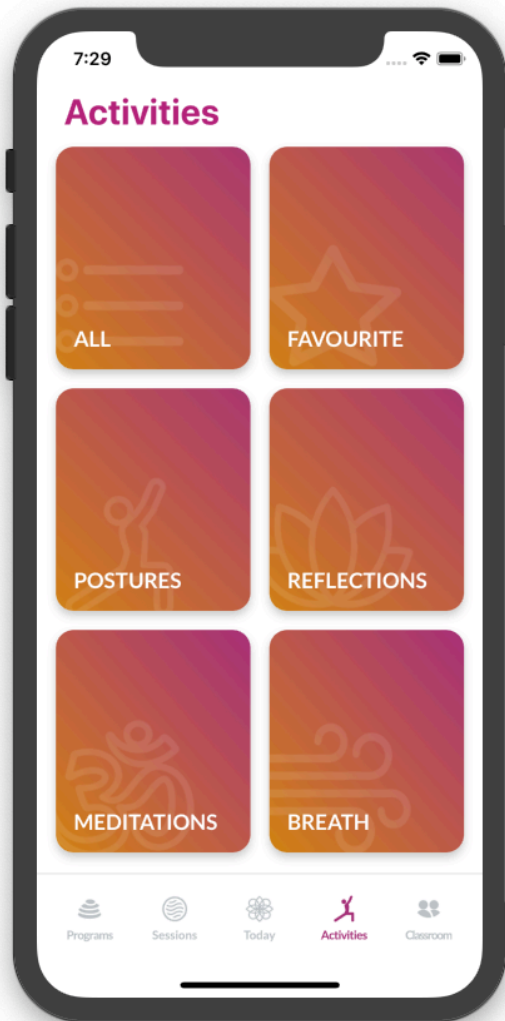 7:29
Activities
ALL
FAVOURITE
POSTURES
REFLECTIONS
MEDITATIONS
BREATH
Programs
Sessions
Today
Activities
Classroom